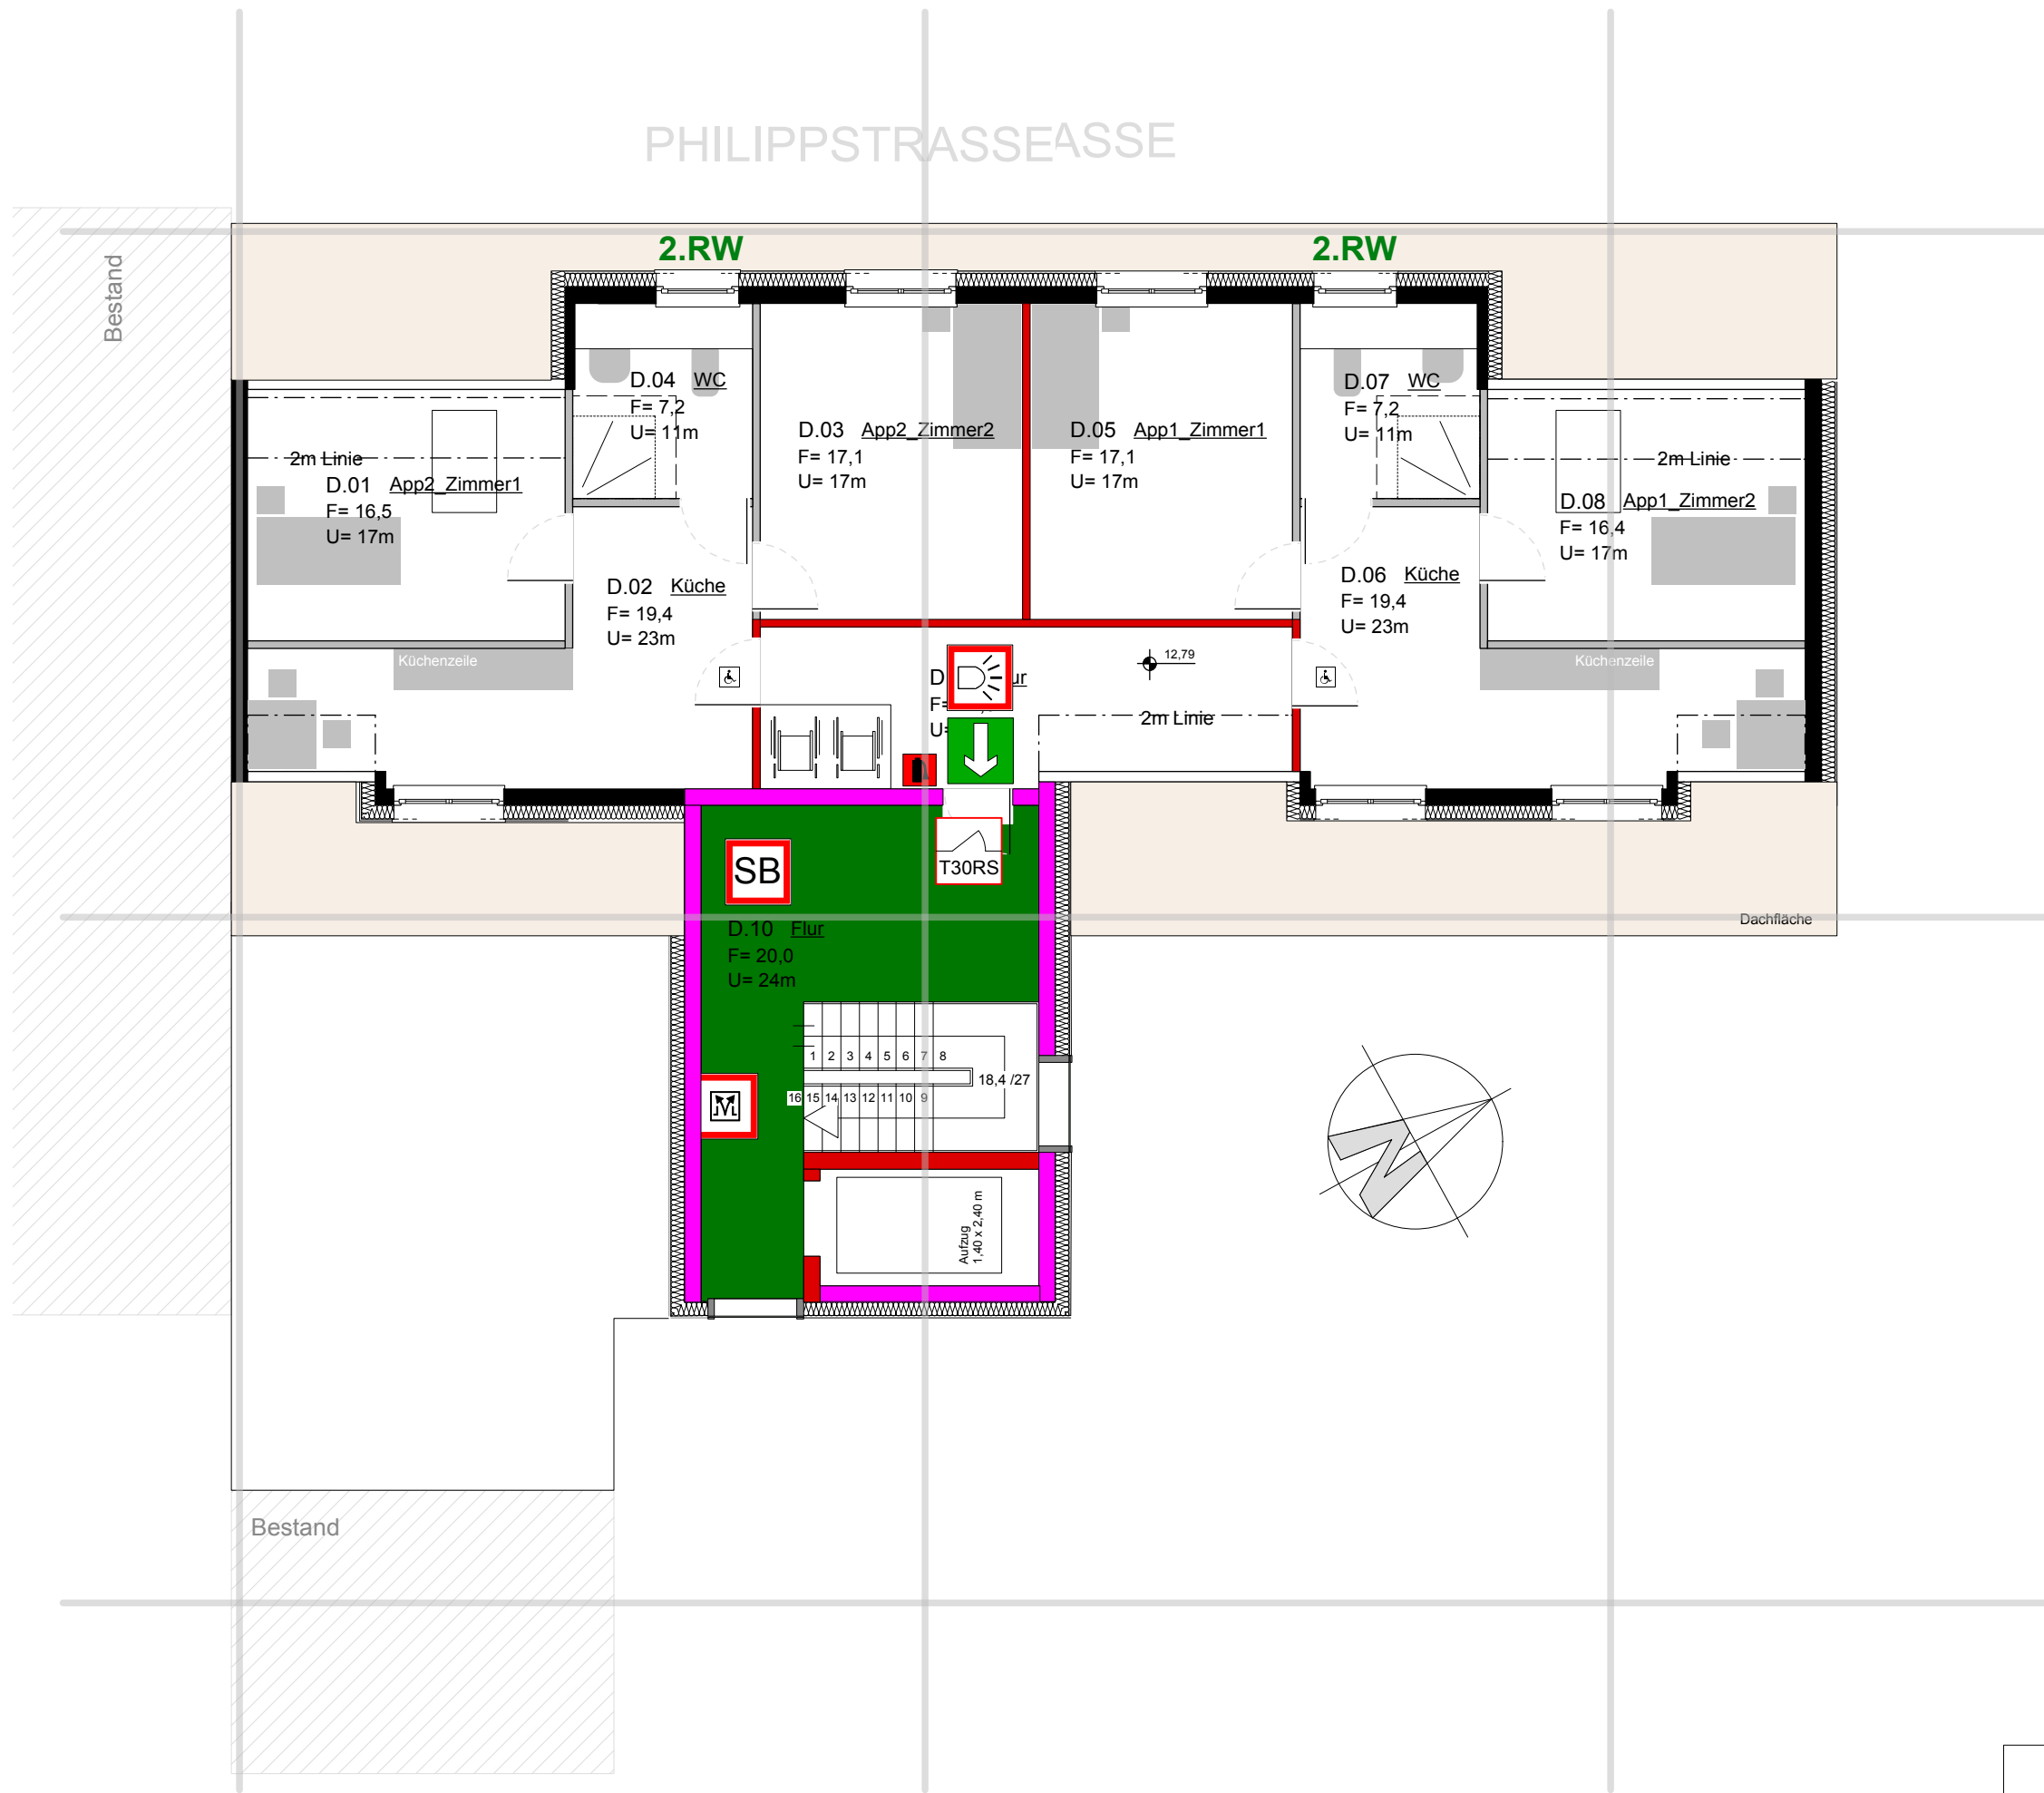 PHILIPPSTRASSE
ASSE
Bestand
2.RW
2.RW
D.04 WC
F= 7,2
U= 11m
D.07 WC
F= 7,2
U= 11m
D.03 App2_Zimmer2
F= 17,1
U= 17m
D.05 App1_Zimmer1
F= 17,1
U= 17m
2m Linie
D.01 App2_Zimmer1
F= 16,5
U= 17m
2m Linie
D.08 App1_Zimmer2
F= 16,4
U= 17m
D.02 Küche
F= 19,4
U= 23m
D.06 Küche
F= 19,4
U= 23m
Küchenzeile
Küchenzeile
12,79
2m Linie
T30RS
SB
D.10 Flur
F= 20,0
U= 24m
Dachfläche
1 2 3 4 5 6 7 8
18,4 /27
16 15 14 13 12 11 10 9
Aufzug
1,40 x 2,40 m
N
Bestand